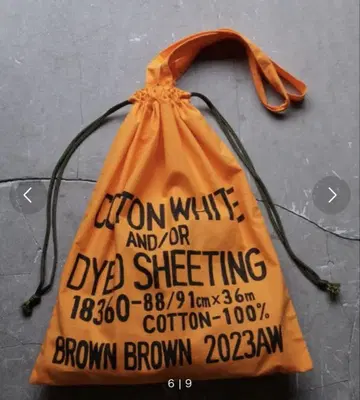 COTTON WHITE
AND/OR
DYED SHEETING
18360-88/91cm×36m
COTTON-100%
BROWN BROWN 2023AW
6 | 9